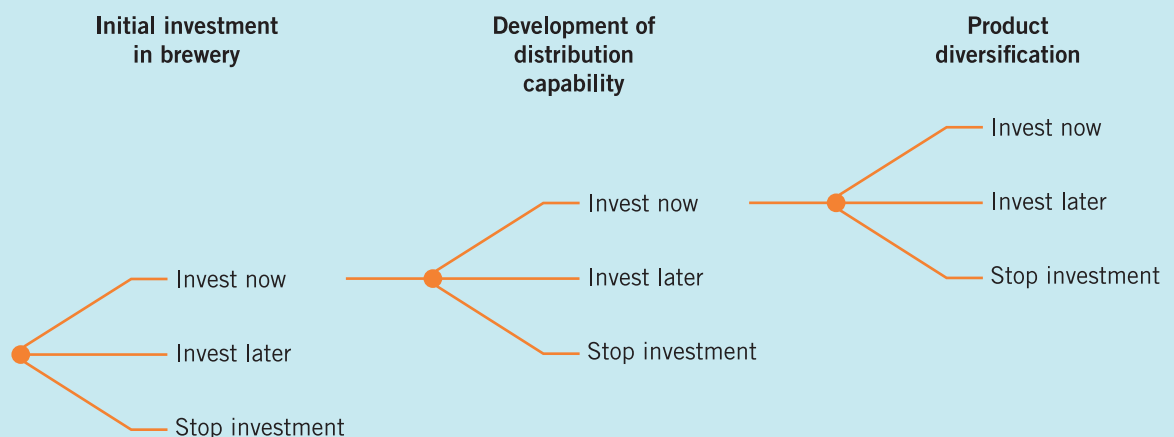 Initial investment
in brewery
Development of
distribution
capability
Product
diversification
Invest now
Invest later
Stop investment
Invest now
Invest later
Stop investment
Invest now
Invest later
Stop investment